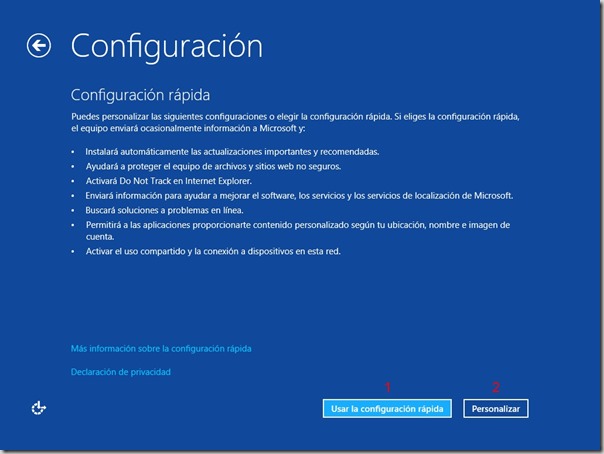 Configuración
Configuración rápida
Puedes personalizar las siguientes configuraciones o elegir la configuración rápida. Si eliges la configuración rápida,
el equipo enviará ocasionalmente información a Microsoft y:
• Instalará automáticamente las actualizaciones importantes y recomendadas.
• Ayudará a proteger el equipo de archivos y sitios web no seguros.
• Activará Do Not Track en Internet Explorer.
• Enviará información para ayudar a mejorar el software, los servicios y los servicios de localización de Microsoft.
• Buscará soluciones a problemas en línea.
• Permitirá a las aplicaciones proporcionarte contenido personalizado según tu ubicación, nombre e imagen de
cuenta.
• Activar el uso compartido y la conexión a dispositivos en esta red.
Más información sobre la configuración rápida
Declaración de privacidad
1 2
Usar la configuración rápida Personalizar